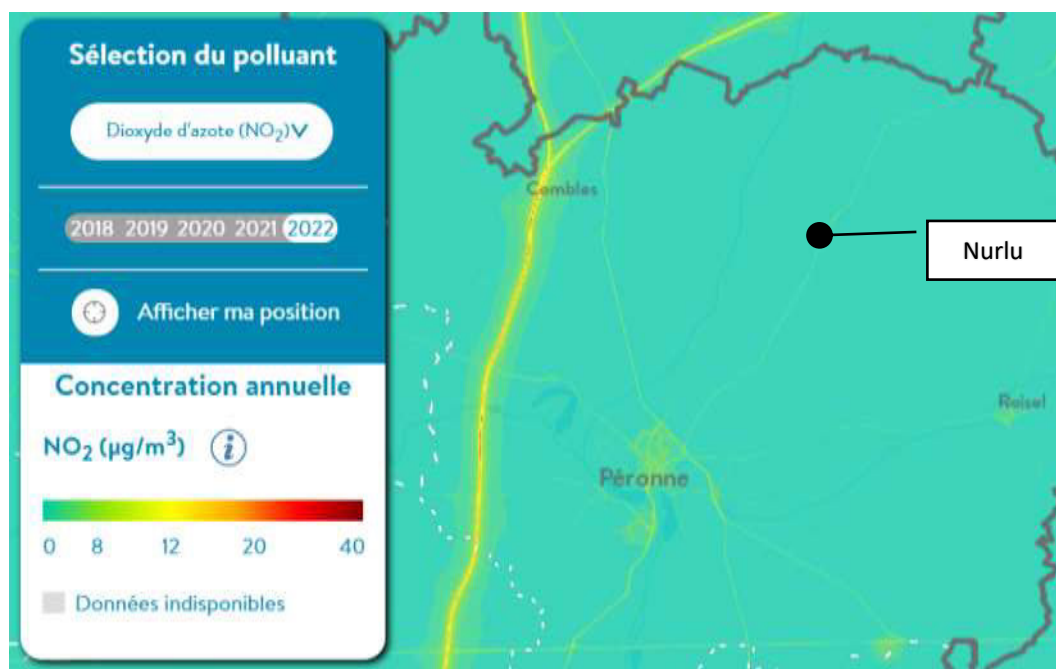 Sélection du polluant
Dioxyde d'azote (NO₂)
2018 2019 2020 2021 2022
Afficher ma position
Concentration annuelle
NO₂ (µg/m³) i
0 8 12 20 40
Données indisponibles
Combles
Nurlu
Roisel
Péronne